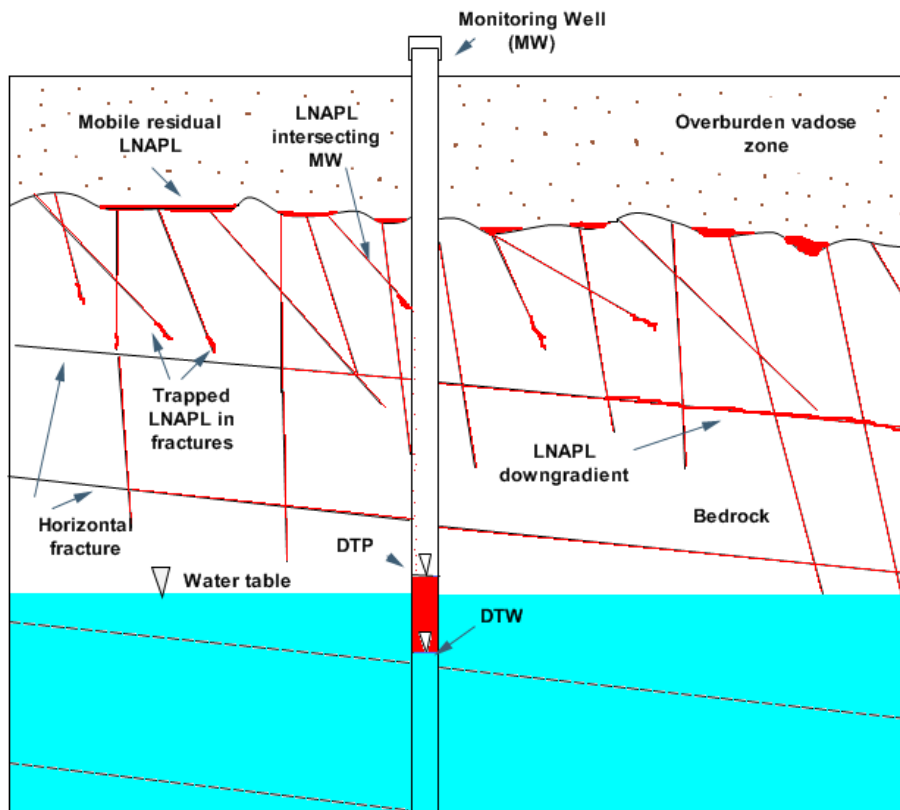 Monitoring Well
(MW)
Mobile residual
LNAPL
LNAPL
intersecting
MW
Overburden vadose
zone
Trapped
LNAPL in
fractures
LNAPL
downgradient
Horizontal
fracture
Bedrock
DTP
Water table
DTW